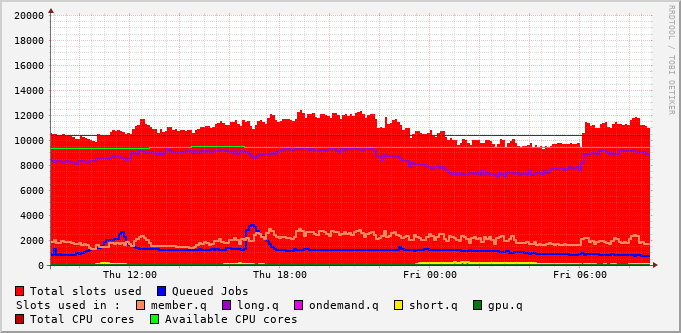 20000
18000
16000
14000
12000
10000
8000
6000
4000
2000
0
Thu 12:00 Thu 18:00 Fri 00:00 Fri 06:00
RRDTOOL / TOBI OETIKER
Total slots used Queued Jobs
Slots used in : member.q long.q ondemand.q short.q gpu.q
Total CPU cores Available CPU cores